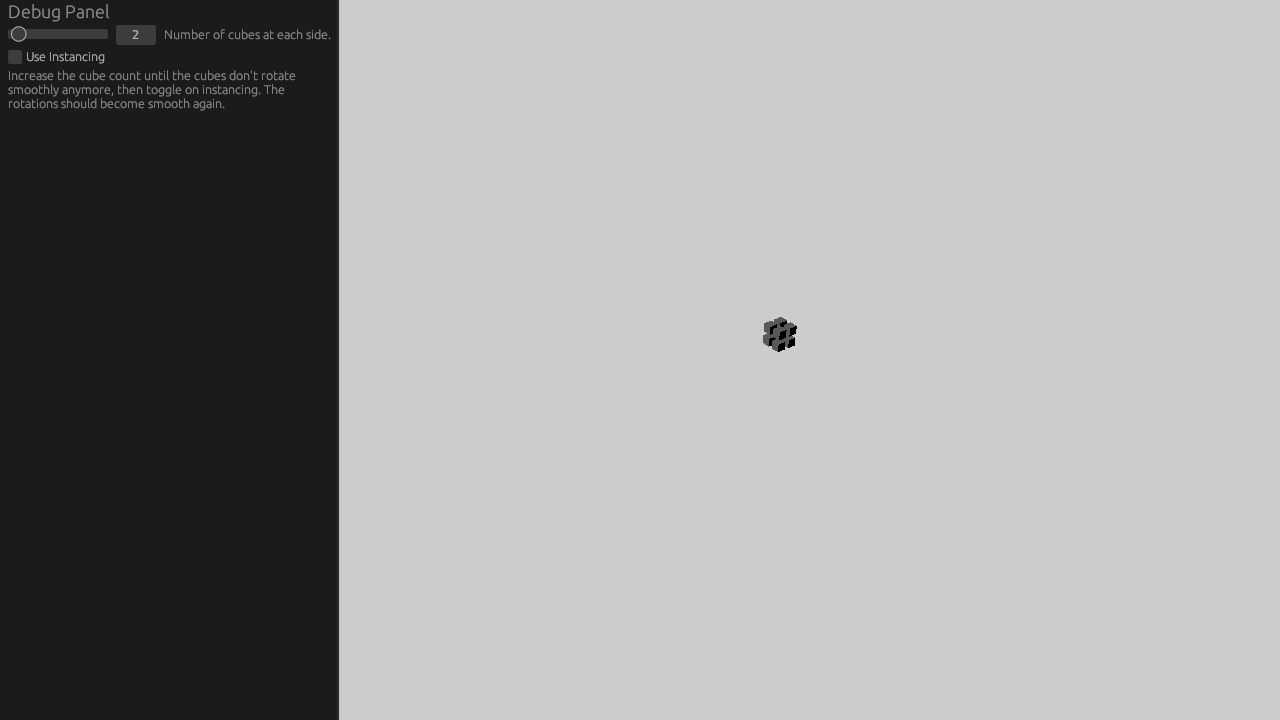 Debug Panel
2 Number of cubes at each side.
Use Instancing
Increase the cube count until the cubes don't rotate
smoothly anymore, then toggle on instancing. The
rotations should become smooth again.